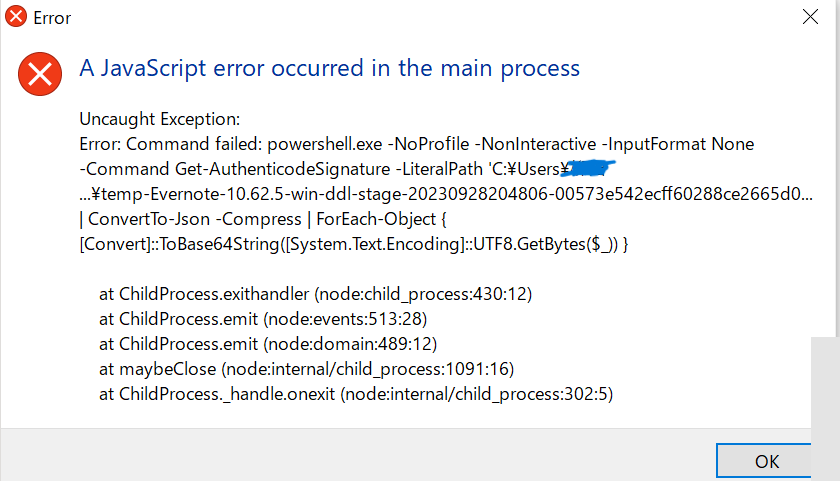 Error
A JavaScript error occurred in the main process
Uncaught Exception:
Error: Command failed: powershell.exe -NoProfile -NonInteractive -InputFormat None
-Command Get-AuthenticodeSignature -LiteralPath 'C:¥Users¥
...¥temp-Evernote-10.62.5-win-ddl-stage-20230928204806-00573e542ecff60288ce2665d0...
| ConvertTo-Json -Compress | ForEach-Object {
[Convert]::ToBase64String([System.Text.Encoding]::UTF8.GetBytes($_)) }
at ChildProcess.exithandler (node:child_process:430:12)
at ChildProcess.emit (node:events:513:28)
at ChildProcess.emit (node:domain:489:12)
at maybeClose (node:internal/child_process:1091:16)
at ChildProcess._handle.onexit (node:internal/child_process:302:5)
OK